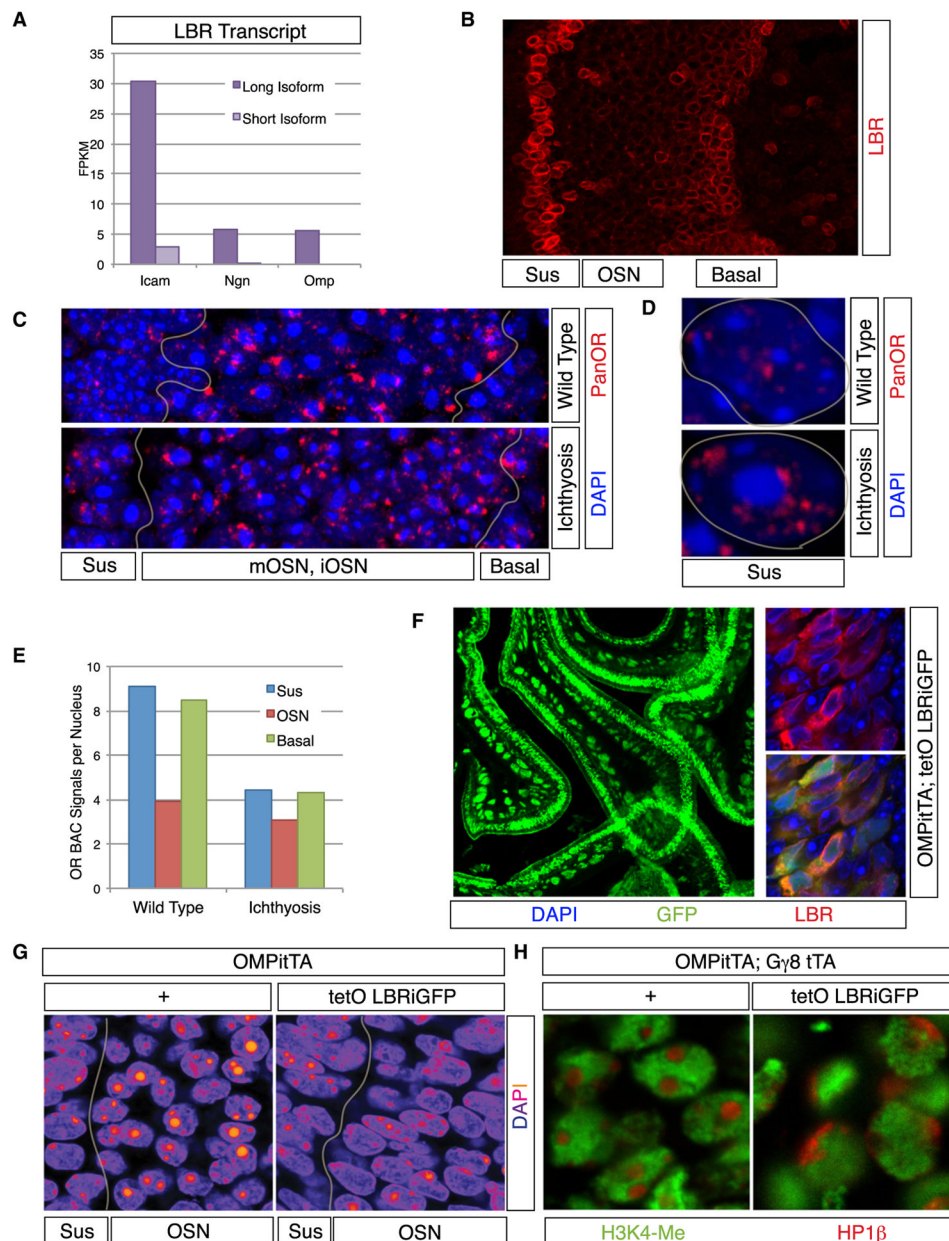 A
LBR Transcript
35
30
25
20
15
10
5
0
FPKM
Long Isoform
Short Isoform
Icam Ngn Omp
B
LBR
Sus OSN Basal
C
Wild Type
Ichthyosis
PanOR
DAPI
Sus mOSN, iOSN Basal
D
Wild Type
Ichthyosis
PanOR
DAPI
Sus
E
10
8
6
4
2
0
OR BAC Signals per Nucleus
Sus
OSN
Basal
Wild Type Ichthyosis
F
OMPitTA; tetO LBRiGFP
DAPI GFP LBR
G
OMPitTA
+ tetO LBRiGFP
DAPI
Sus OSN Sus OSN
H
OMPitTA; Gγ8 tTA
+ tetO LBRiGFP
H3K4-Me HP1β